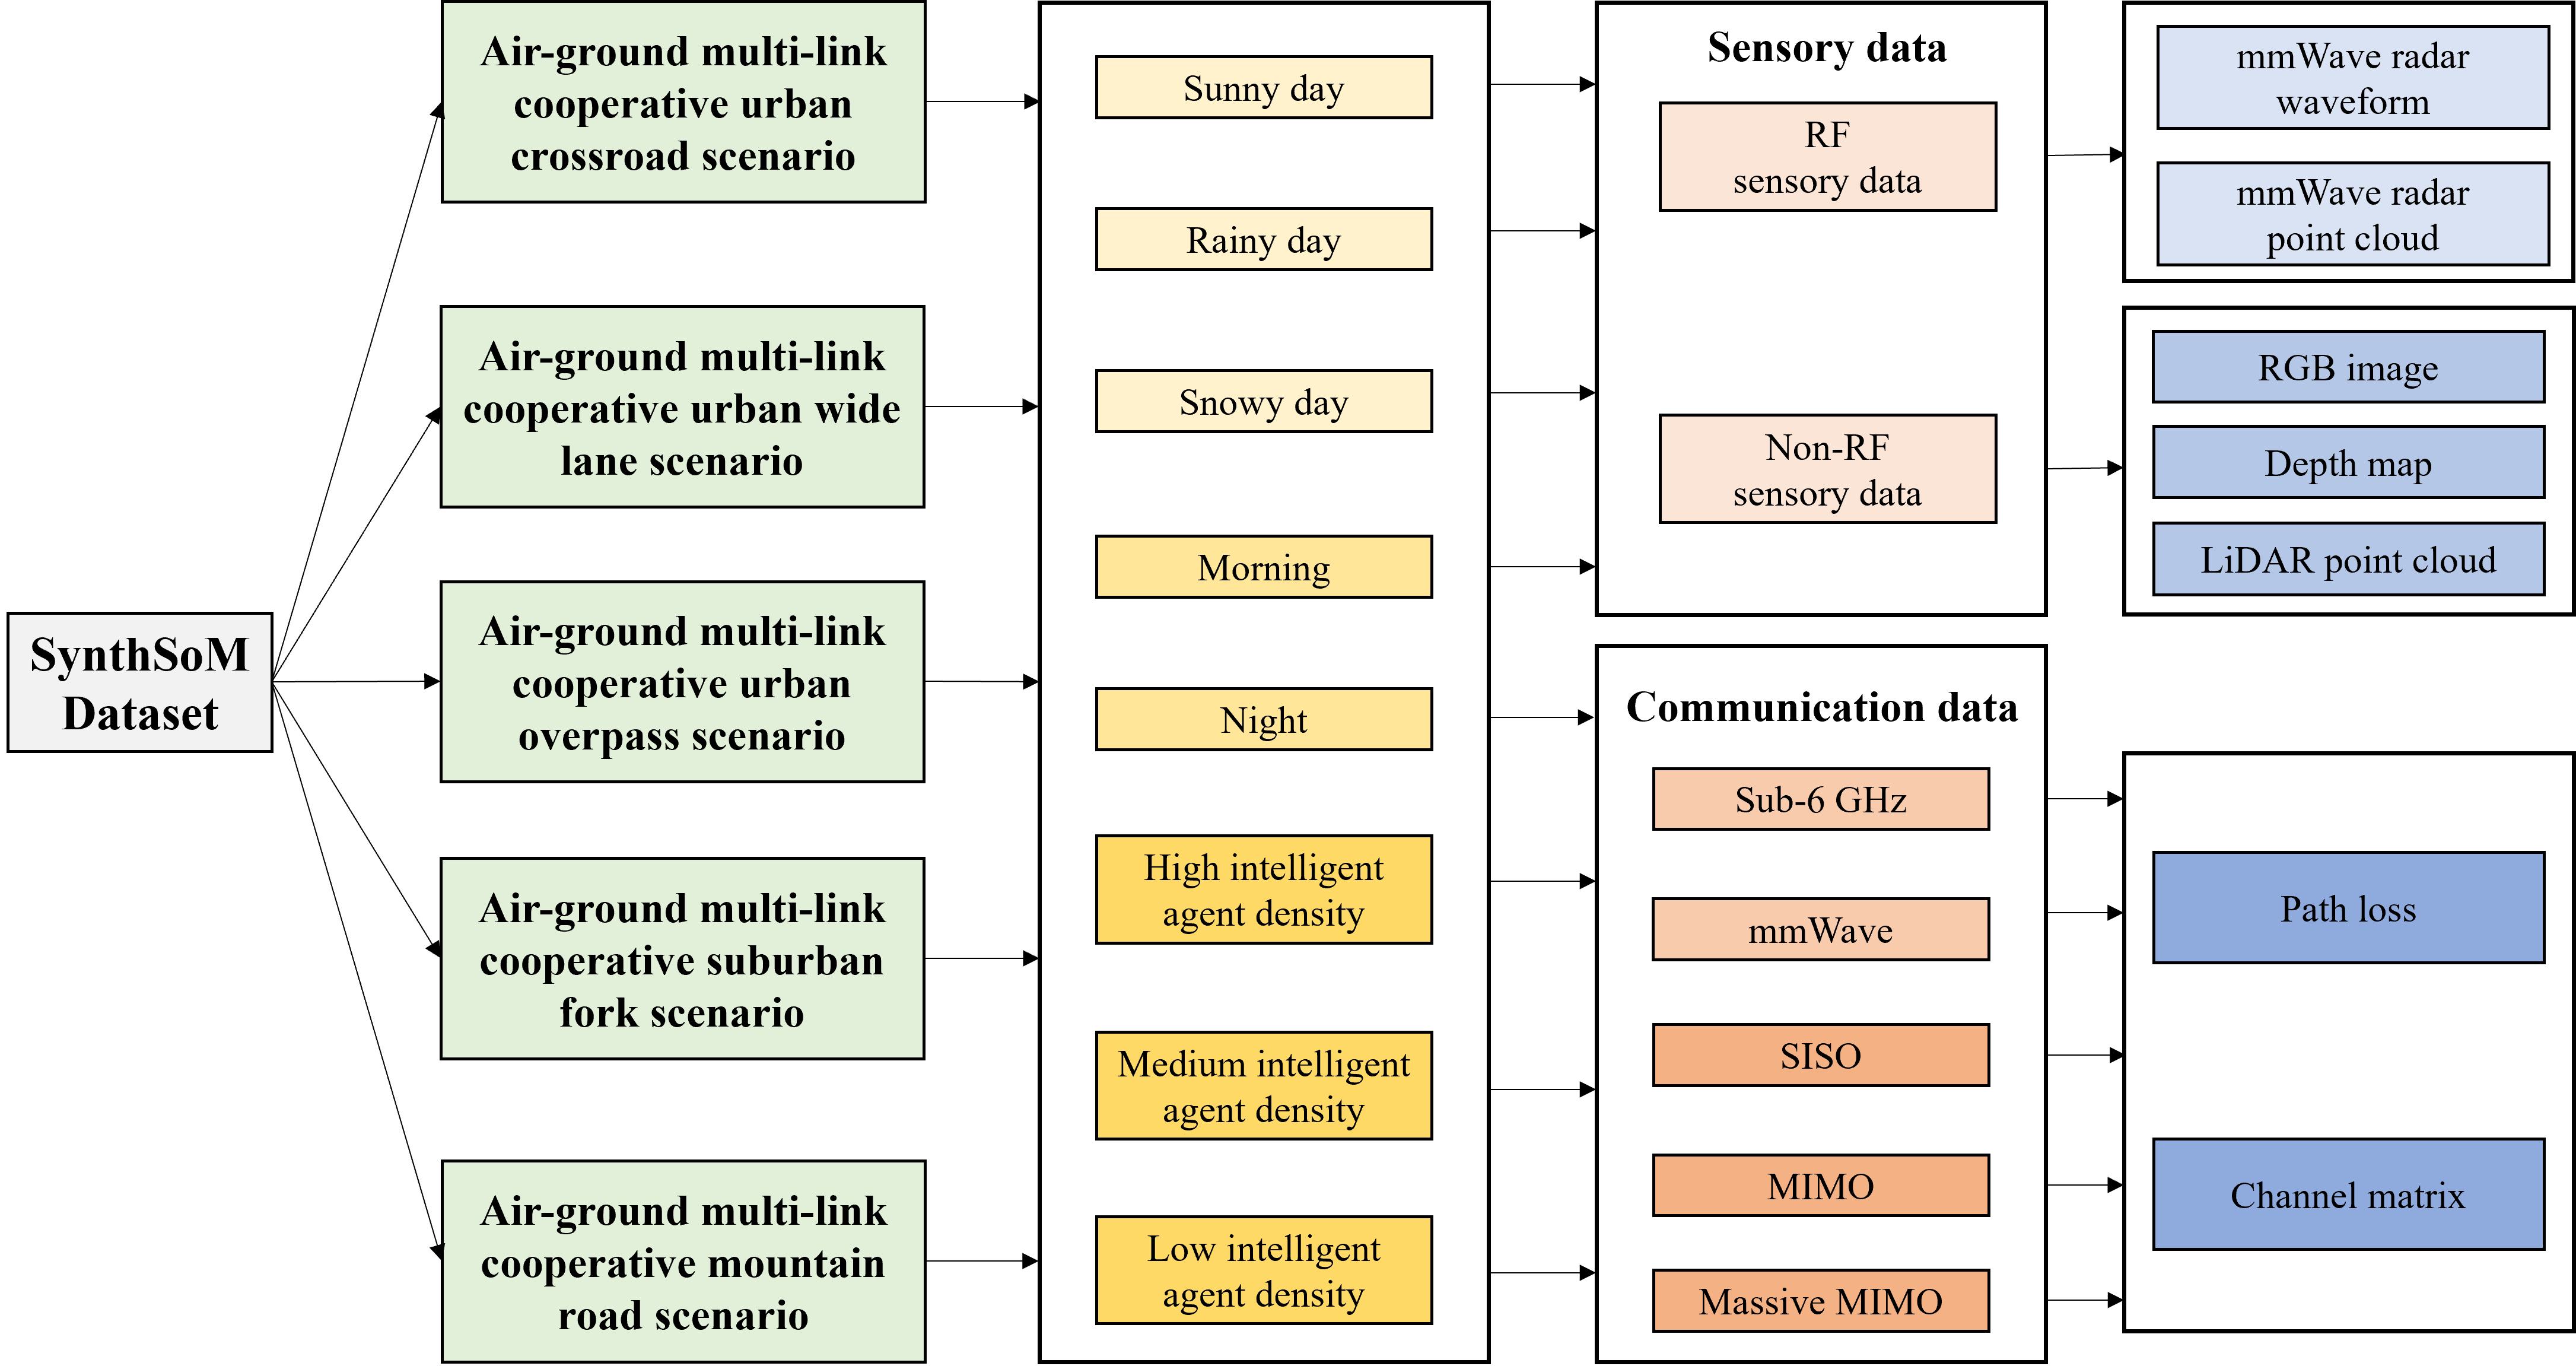 SynthSoM
Dataset
Air-ground multi-link
cooperative urban
crossroad scenario
Air-ground multi-link
cooperative urban wide
lane scenario
Air-ground multi-link
cooperative urban
overpass scenario
Air-ground multi-link
cooperative suburban
fork scenario
Air-ground multi-link
cooperative mountain
road scenario
Sunny day
Rainy day
Snowy day
Morning
Night
High intelligent
agent density
Medium intelligent
agent density
Low intelligent
agent density
Sensory data
RF
sensory data
Non-RF
sensory data
Communication data
Sub-6 GHz
mmWave
SISO
MIMO
Massive MIMO
mmWave radar
waveform
mmWave radar
point cloud
RGB image
Depth map
LiDAR point cloud
Path loss
Channel matrix